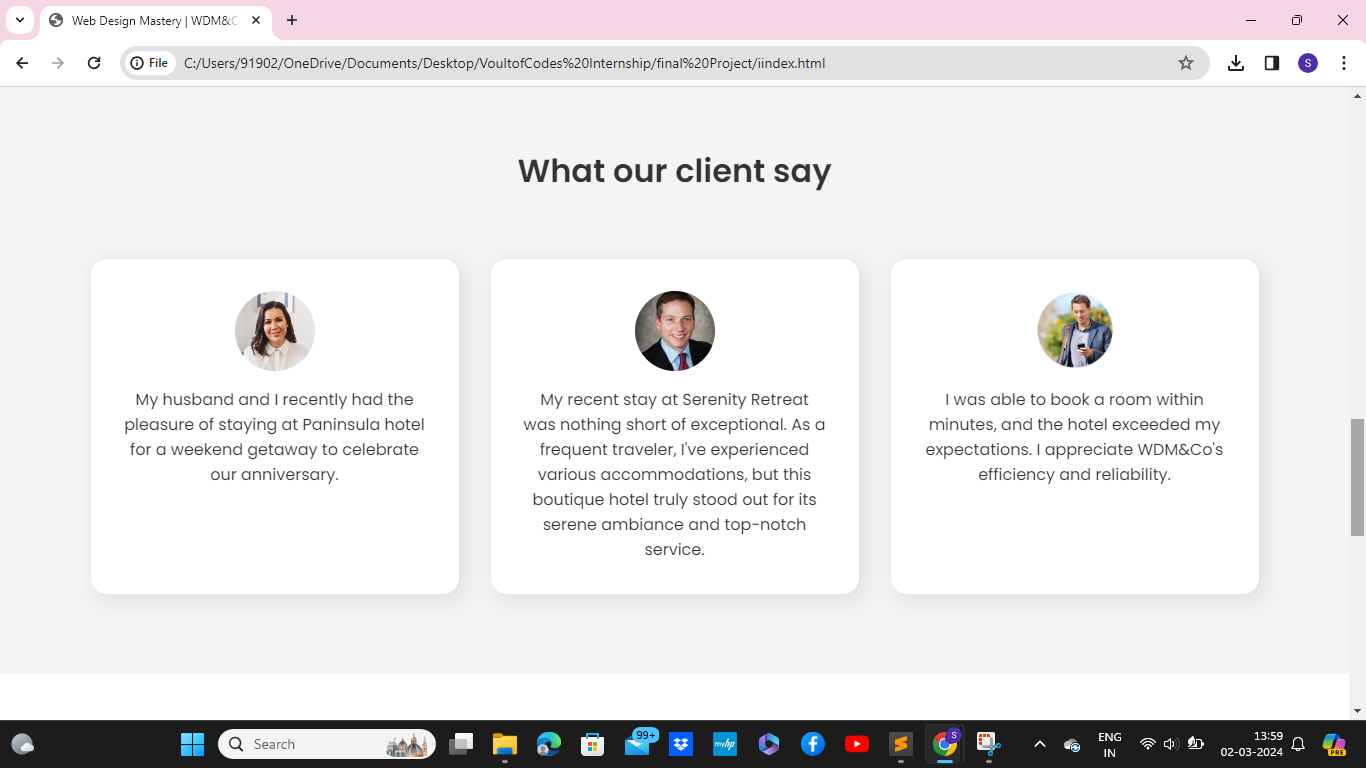 Web Design Mastery | WDM&C
File
C:/Users/91902/OneDrive/Documents/Desktop/VoultofCodes%20Internship/final%20Project/iindex.html
S
What our client say
My husband and I recently had the
pleasure of staying at Paninsula hotel
for a weekend getaway to celebrate
our anniversary.
My recent stay at Serenity Retreat
was nothing short of exceptional. As a
frequent traveler, I've experienced
various accommodations, but this
boutique hotel truly stood out for its
serene ambiance and top-notch
service.
I was able to book a room within
minutes, and the hotel exceeded my
expectations. I appreciate WDM&Co's
efficiency and reliability.
Search
99+
myhp
S
ENG
IN
13:59
02-03-2024
PRE